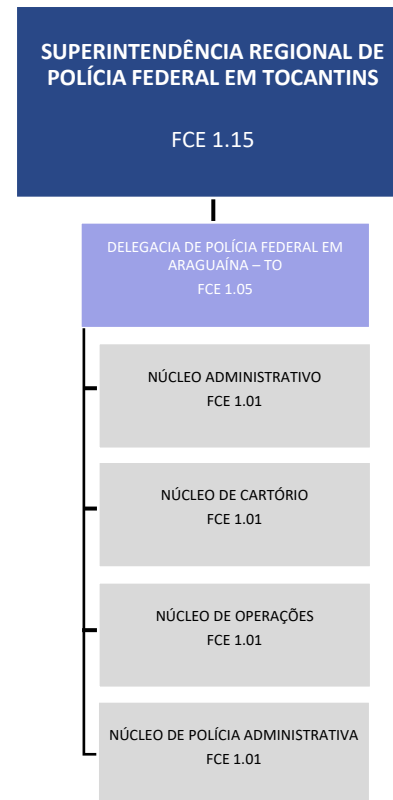 SUPERINTENDÊNCIA REGIONAL DE
POLÍCIA FEDERAL EM TOCANTINS
FCE 1.15
DELEGACIA DE POLÍCIA FEDERAL EM
ARAGUAÍNA – TO
FCE 1.05
NÚCLEO ADMINISTRATIVO
FCE 1.01
NÚCLEO DE CARTÓRIO
FCE 1.01
NÚCLEO DE OPERAÇÕES
FCE 1.01
NÚCLEO DE POLÍCIA ADMINISTRATIVA
FCE 1.01